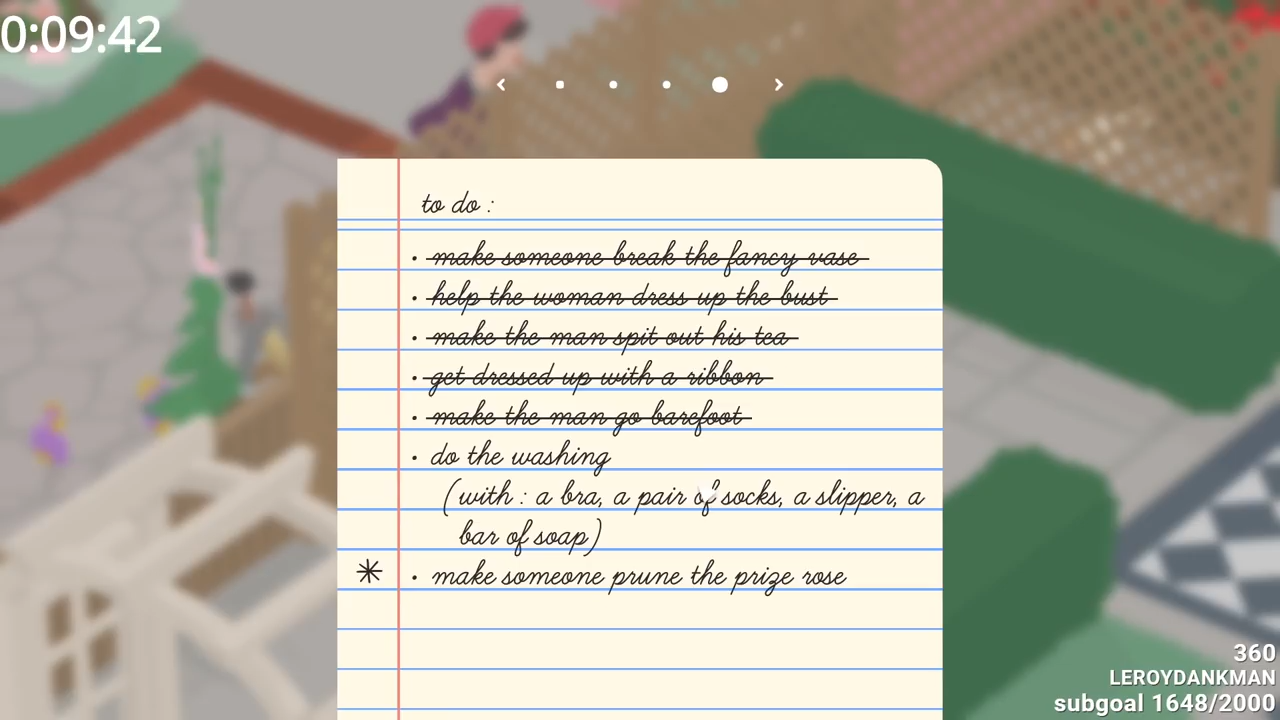 0:09:42
to do :
• make someone break the fancy vase
• help the woman dress up the bust
• make the man spit out his tea
• get dressed up with a ribbon
• make the man go barefoot
• do the washing
(with : a bra, a pair of socks, a slipper, a
bar of soap)
• make someone prune the prize rose
360
LEROYDANKMAN
subgoal 1648/2000